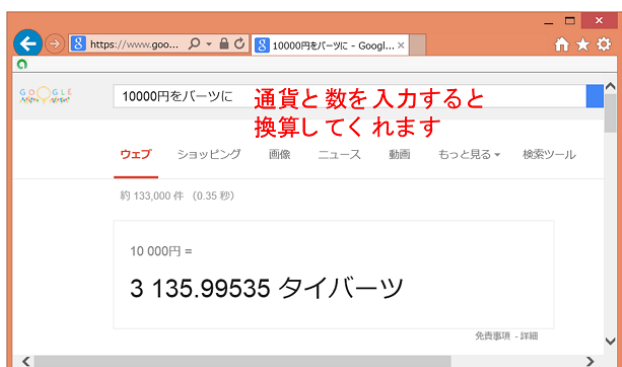 https://www.goo...
10000円をバーツに - Googl...
10000円をバーツに
通貨と数を入力すると
換算してくれます
ウェブ ショッピング 画像 ニュース 動画 もっと見る 検索ツール
約 133,000 件 (0.35 秒)
10 000円 =
3 135.99535 タイバーツ
免責事項 - 詳細